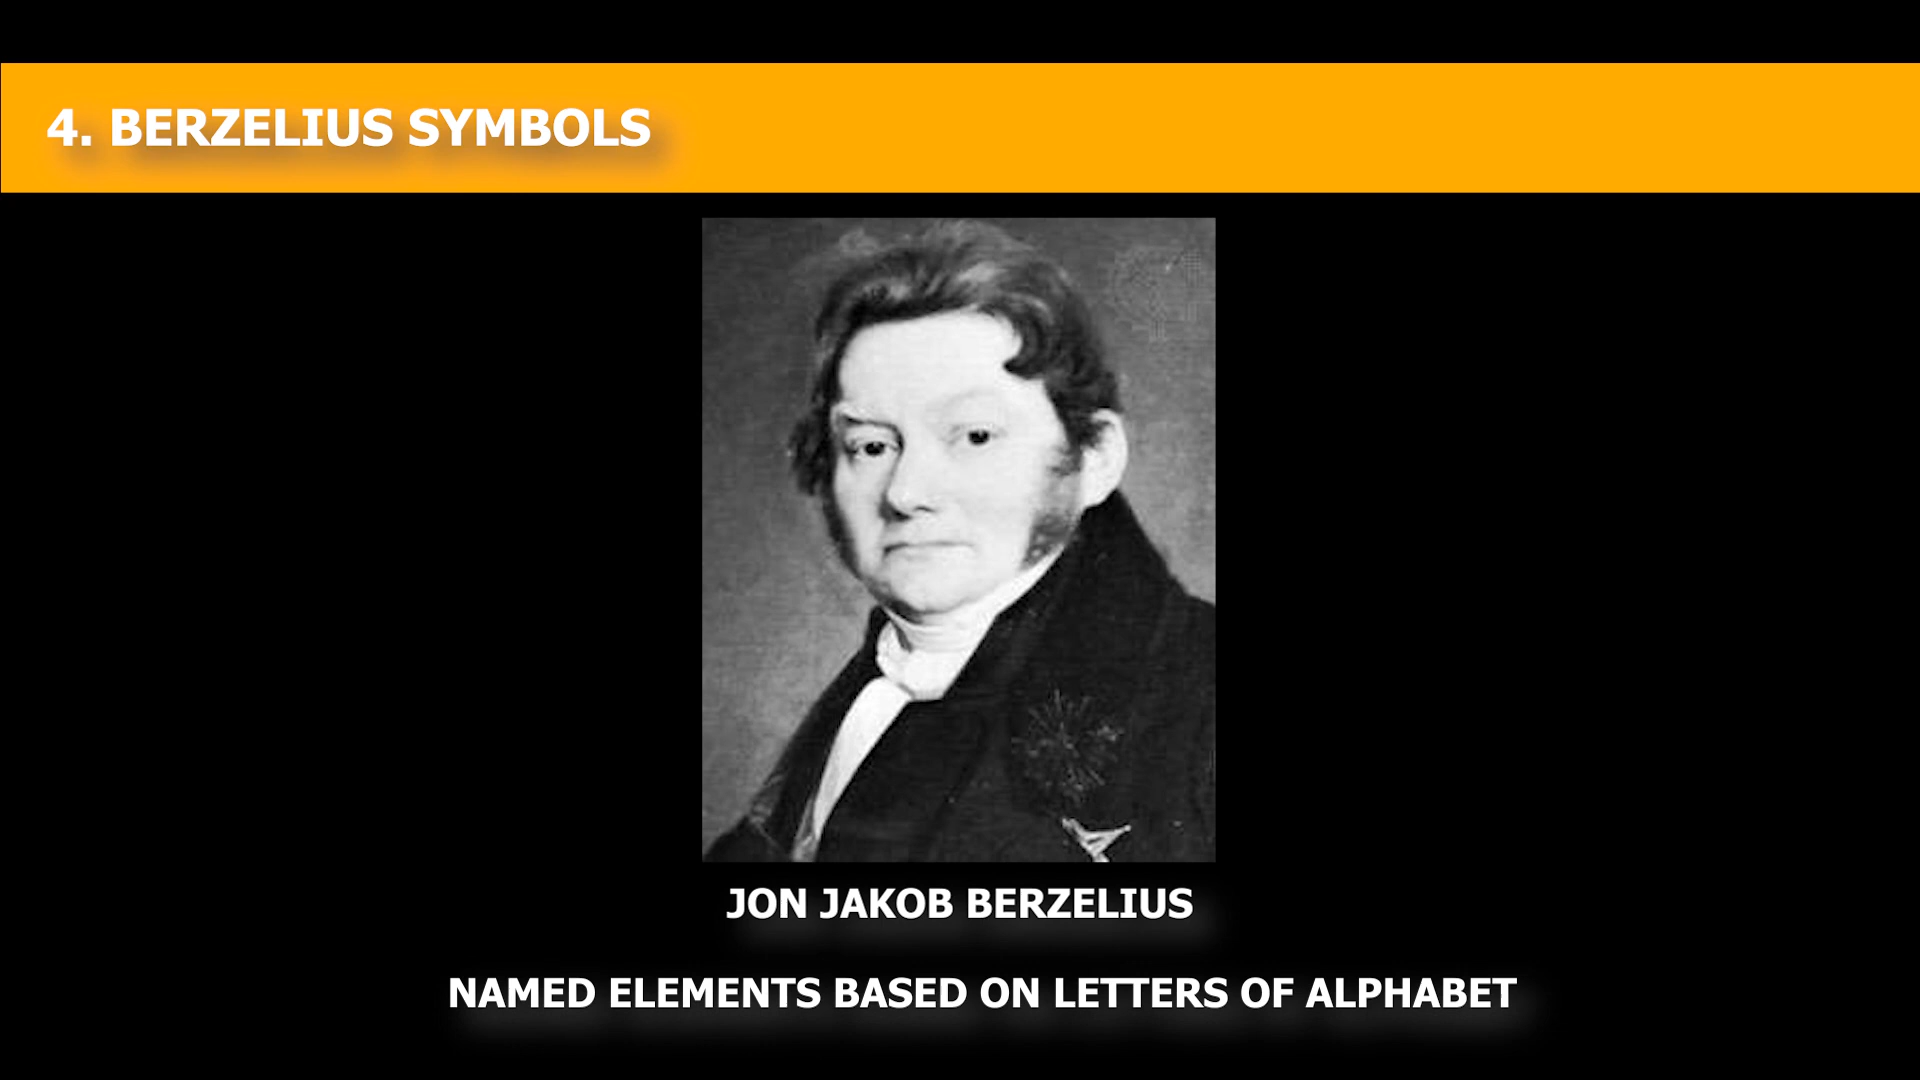 4. BERZELIUS SYMBOLS
JON JAKOB BERZELIUS
NAMED ELEMENTS BASED ON LETTERS OF ALPHABET